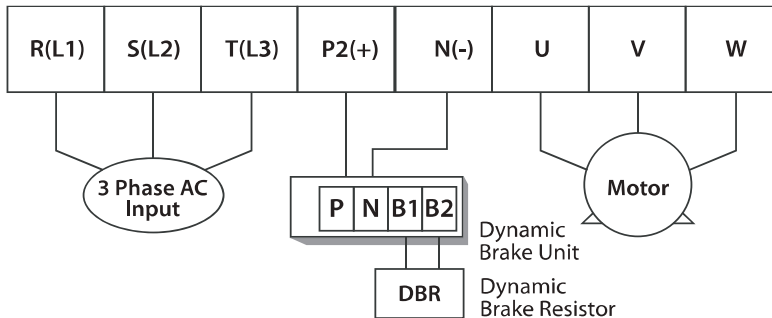 R(L1) S(L2) T(L3) P2(+) N(-) U V W
3 Phase AC
Input
Motor
P N B1 B2
Dynamic
Brake Unit
DBR
Dynamic
Brake Resistor